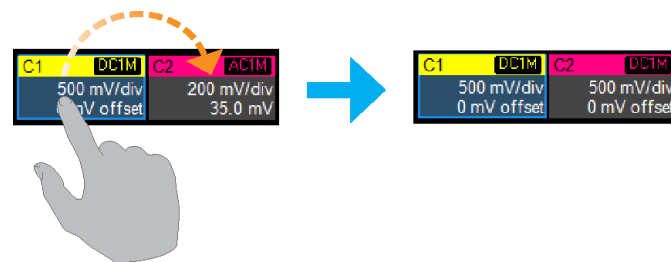 C1 DC1M C2 AC1M
500 mV/div 200 mV/div
mV offset 35.0 mV
C1 DC1M C2 DC1M
500 mV/div 500 mV/div
0 mV offset 0 mV offset